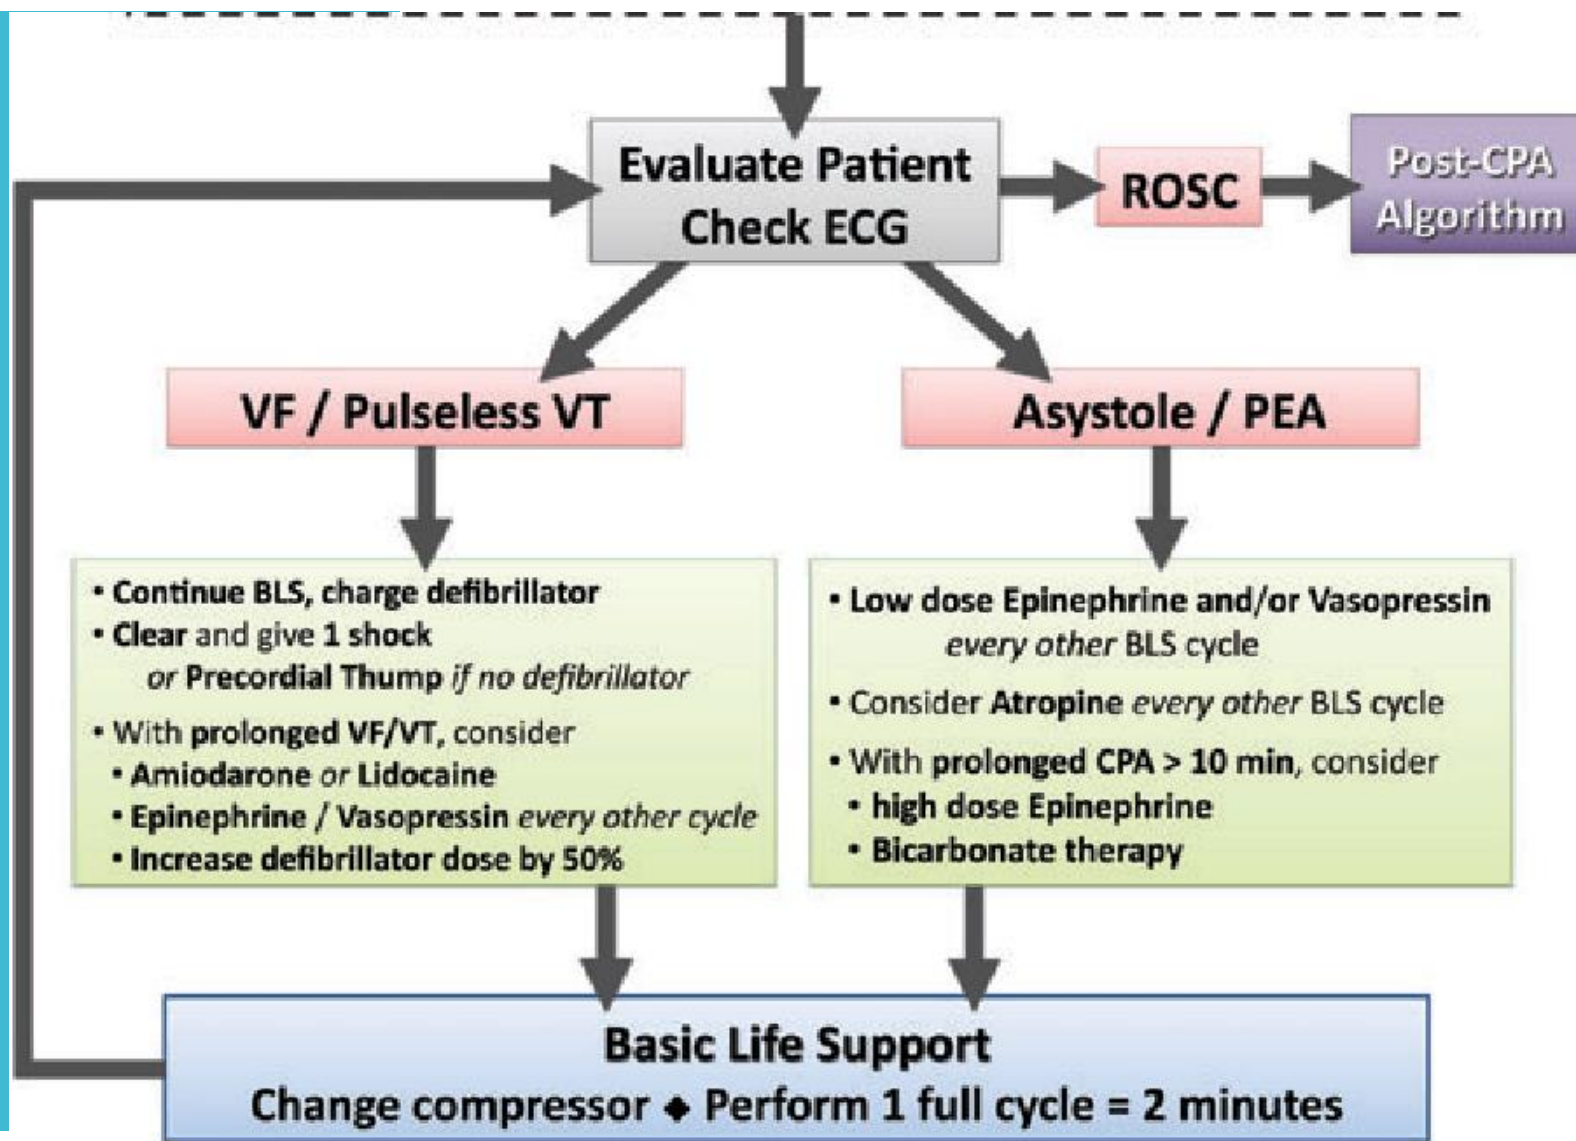 Evaluate Patient
Check ECG
ROSC
Post-CPA
Algorithm
VF / Pulseless VT
Asystole / PEA
• Continue BLS, charge defibrillator
• Clear and give 1 shock
or Precordial Thump if no defibrillator
• With prolonged VF/VT, consider
• Amiodarone or Lidocaine
• Epinephrine / Vasopressin every other cycle
• Increase defibrillator dose by 50%
• Low dose Epinephrine and/or Vasopressin
every other BLS cycle
• Consider Atropine every other BLS cycle
• With prolonged CPA > 10 min, consider
• high dose Epinephrine
• Bicarbonate therapy
Basic Life Support
Change compressor ◆ Perform 1 full cycle = 2 minutes